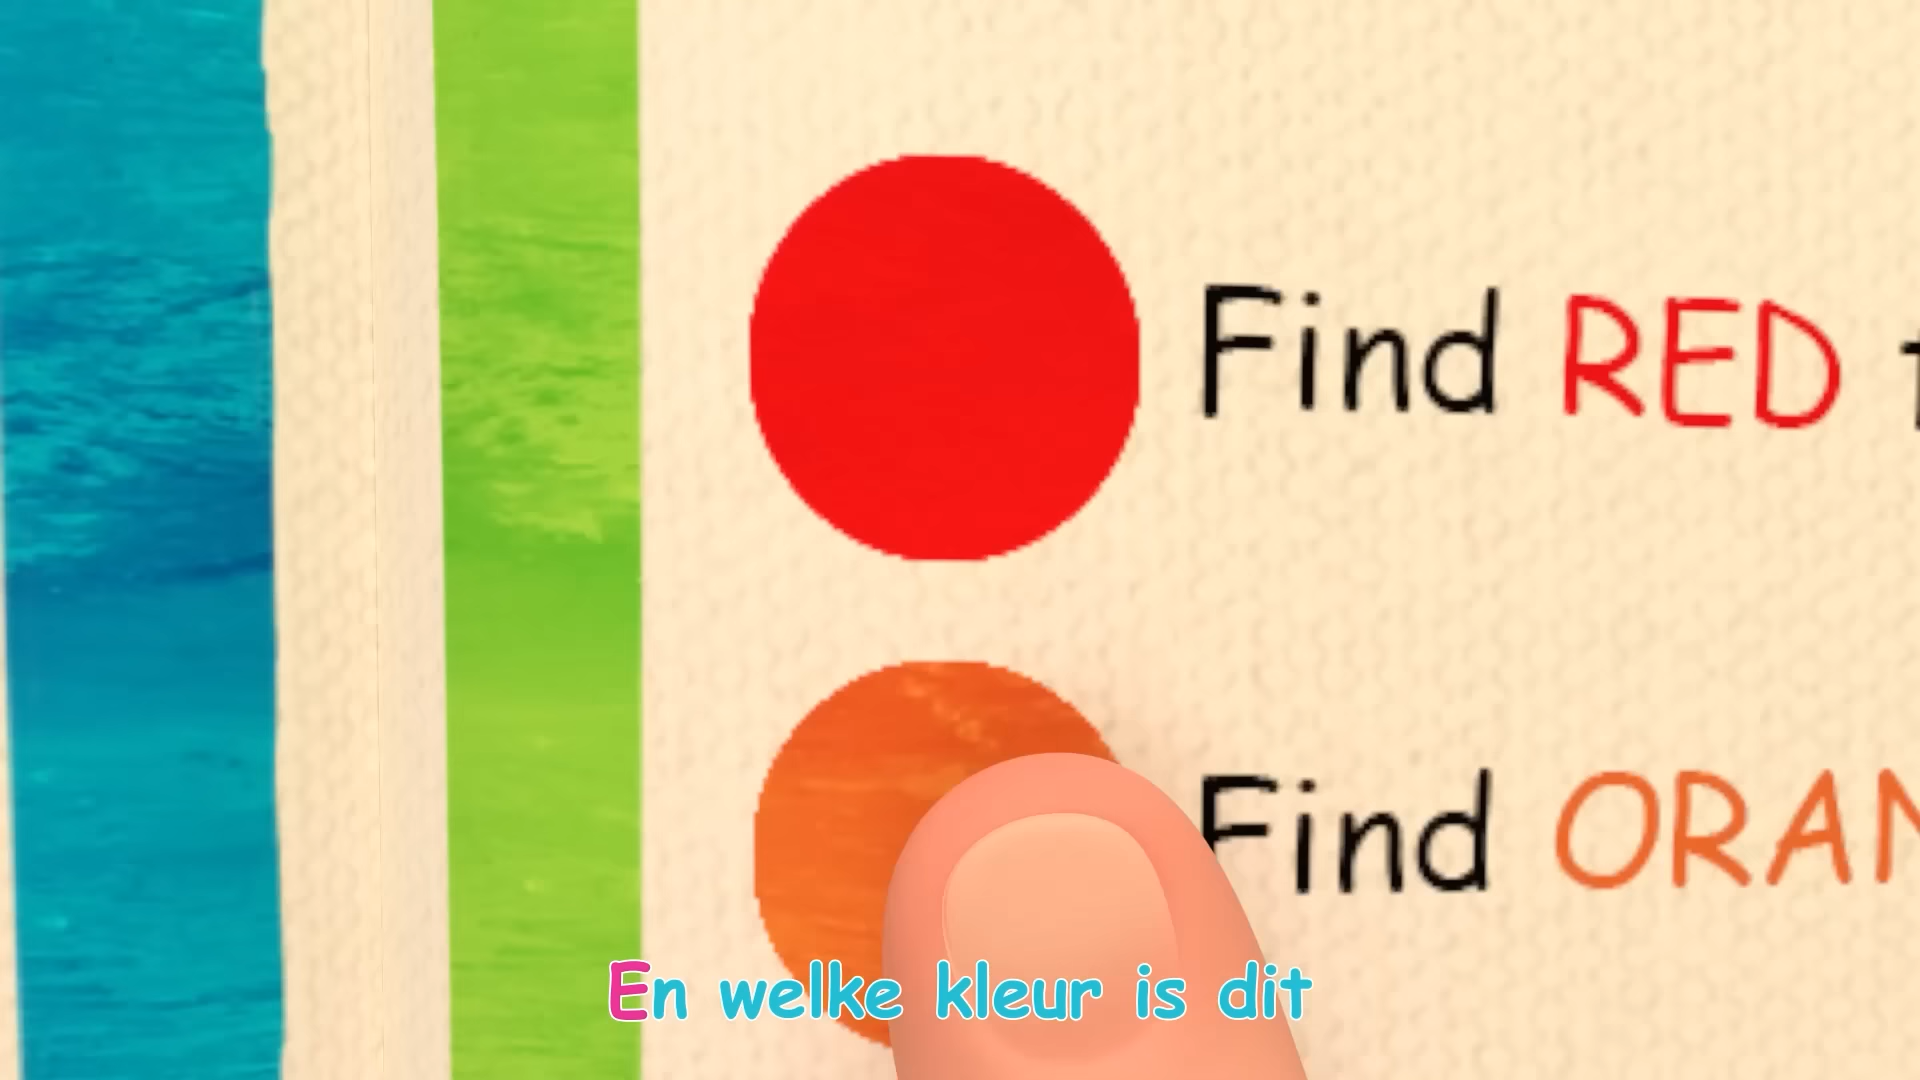 Find RED
Find ORAN
En welke kleur is dit